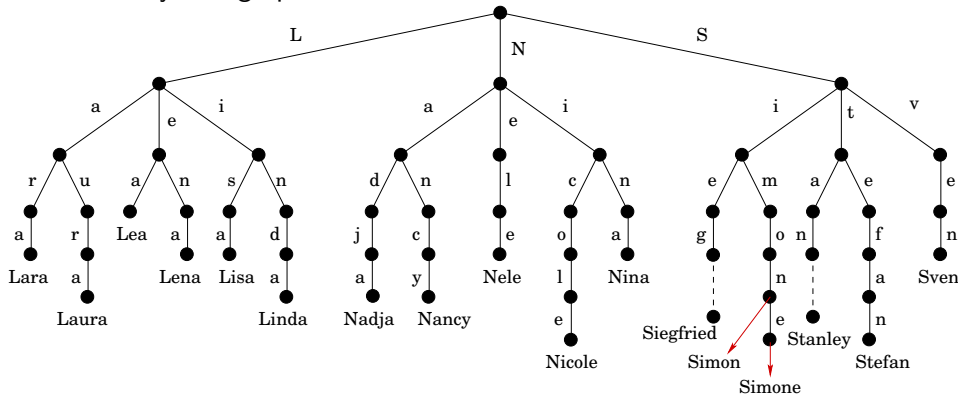 L N S
a e i a e i i t v
r u a n s n d n l c n e m a e e
a r Lea a a d j c e o a g o n f n
Lara a Lena Lisa a a y Nele l Nina n a Sven
Laura Linda Nadja Nancy e Siegfried e Stanley n
Nicole Simon Stefan
Simone